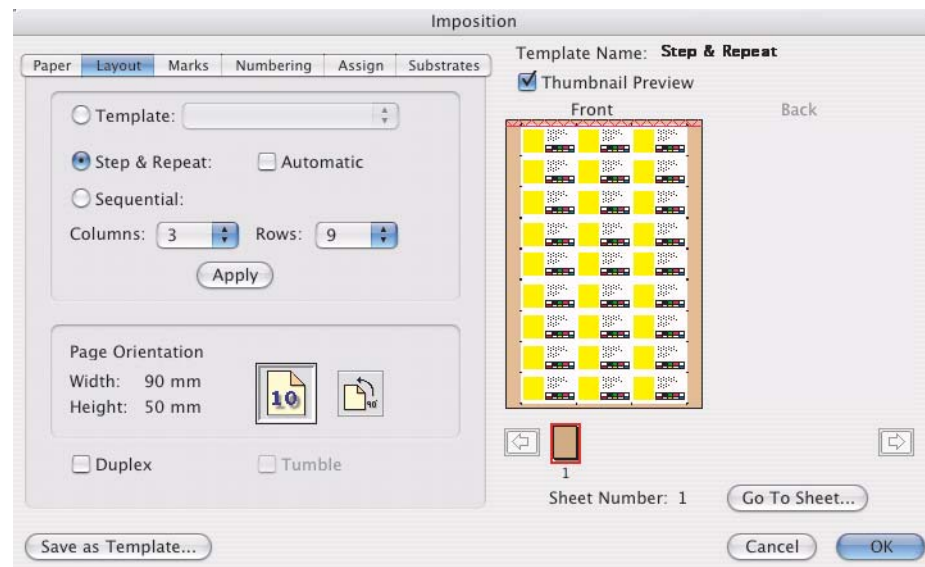 Imposition
Paper Layout Marks Numbering Assign Substrates
Template:
Step & Repeat: Automatic
Sequential:
Columns: 3 Rows: 9
Apply
Page Orientation
Width: 90 mm
Height: 50 mm
10
90°
Duplex Tumble
Save as Template...
Template Name: Step & Repeat
Thumbnail Preview
Front Back
1
Sheet Number: 1 Go To Sheet...
Cancel OK